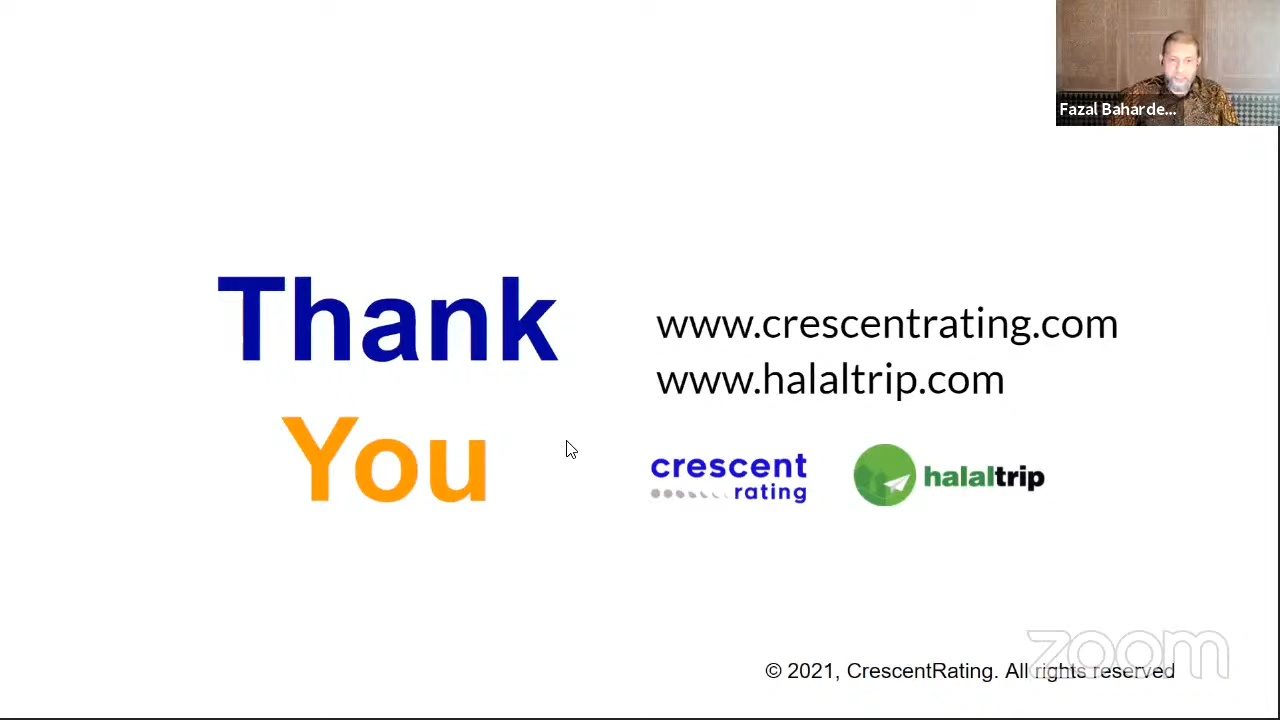 Fazal Baharde...
Thank
You
www.crescentrating.com
www.halaltrip.com
crescent
rating
halaltrip
zoom
© 2021, CrescentRating. All rights reserved